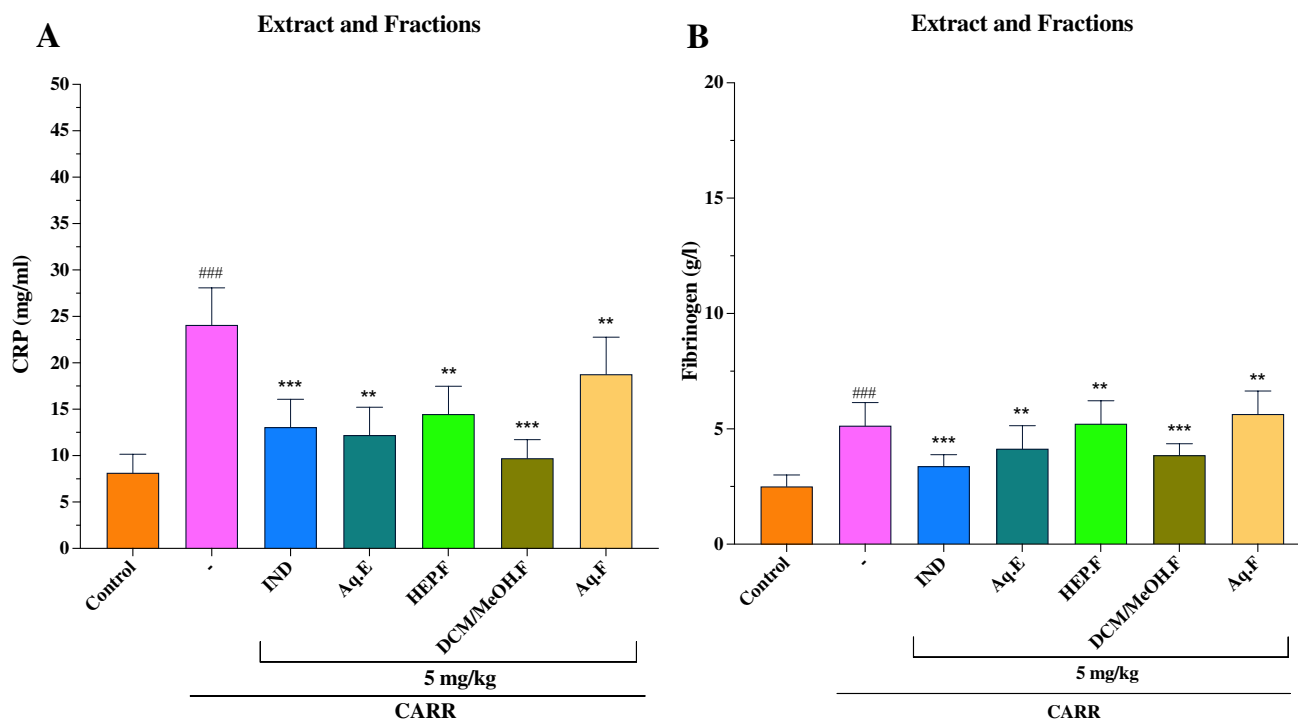 A
Extract and Fractions
CRP (mg/ml)
50
45
40
35
30
25
20
15
10
5
0
###
***
**
**
***
**
Control
-
IND
Aq.E
HEP.F
DCM/MeOH.F
Aq.F
5 mg/kg
CARR
B
Extract and Fractions
Fibrinogen (g/l)
20
15
10
5
0
###
***
**
**
***
**
Control
-
IND
Aq.E
HEP.F
DCM/MeOH.F
Aq.F
5 mg/kg
CARR